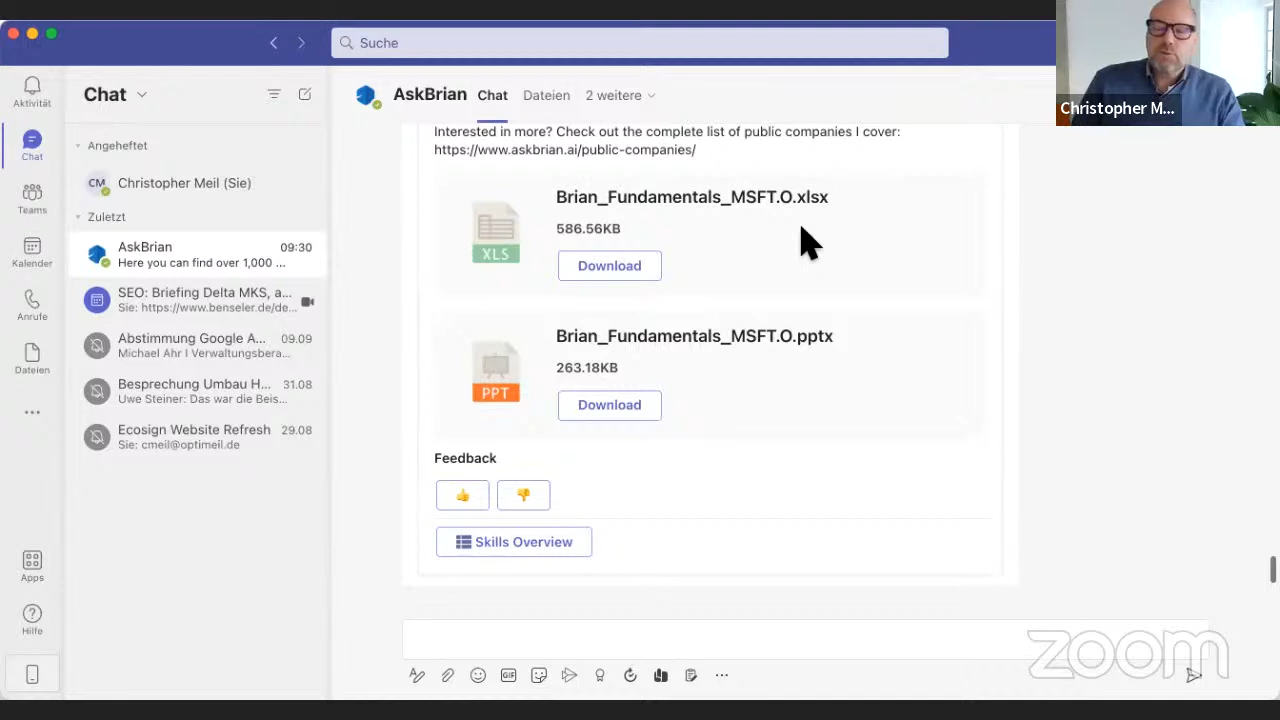 Suche
Christopher M...
Aktivität
Chat
Teams
Kalender
Anrufe
Dateien
Apps
Hilfe
Chat
Angeheftet
CM
Christopher Meil (Sie)
Zuletzt
AskBrian 09:30
Here you can find over 1,000 ...
SEO: Briefing Delta MKS, a...
Sie: https://www.benseler.de/de...
Abstimmung Google A... 09.09
Michael Ahr I Verwaltungsbera...
Besprechung Umbau H... 31.08
Uwe Steiner: Das war die Beis...
Ecosign Website Refresh 29.08
Sie: cmeil@optimeil.de
AskBrian Chat Dateien 2 weitere
Interested in more? Check out the complete list of public companies I cover:
https://www.askbrian.ai/public-companies/
Brian_Fundamentals_MSFT.O.xlsx
586.56KB
XLS
Download
Brian_Fundamentals_MSFT.O.pptx
263.18KB
PPT
Download
Feedback
Skills Overview
GIF
zoom